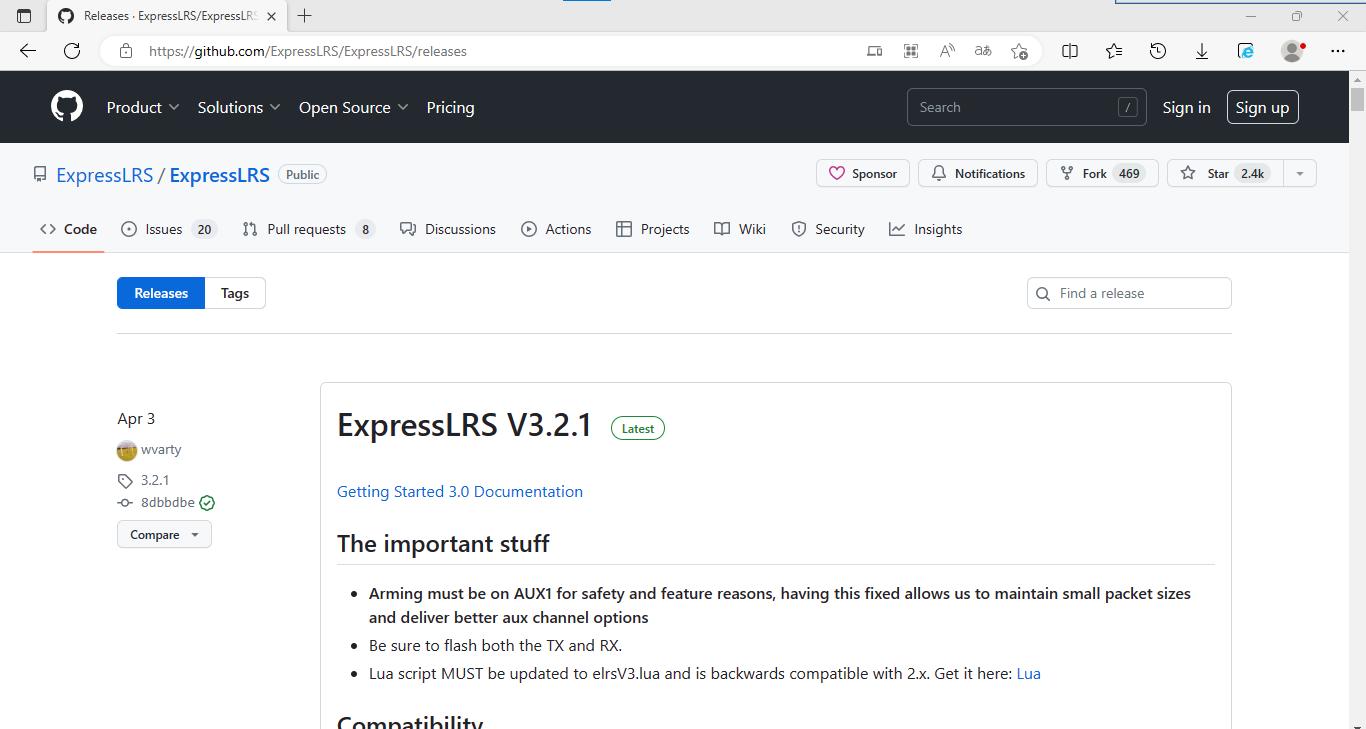 Releases · ExpressLRS/ExpressLRS
https://github.com/ExpressLRS/ExpressLRS/releases
Product Solutions Open Source Pricing Search / Sign in Sign up
ExpressLRS / ExpressLRS Public Sponsor Notifications Fork 469 Star 2.4k
Code Issues 20 Pull requests 8 Discussions Actions Projects Wiki Security Insights
Releases Tags Find a release
Apr 3
wvarty
3.2.1
8dbbdbe
Compare
ExpressLRS V3.2.1 Latest
Getting Started 3.0 Documentation
The important stuff
Arming must be on AUX1 for safety and feature reasons, having this fixed allows us to maintain small packet sizes
and deliver better aux channel options
Be sure to flash both the TX and RX.
Lua script MUST be updated to elrsV3.lua and is backwards compatible with 2.x. Get it here: Lua
Compatibility